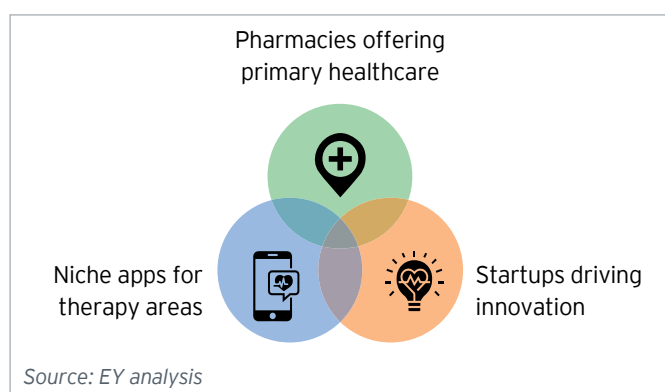 Pharmacies offering
primary healthcare
Niche apps for
therapy areas
Startups driving
innovation
Source: EY analysis